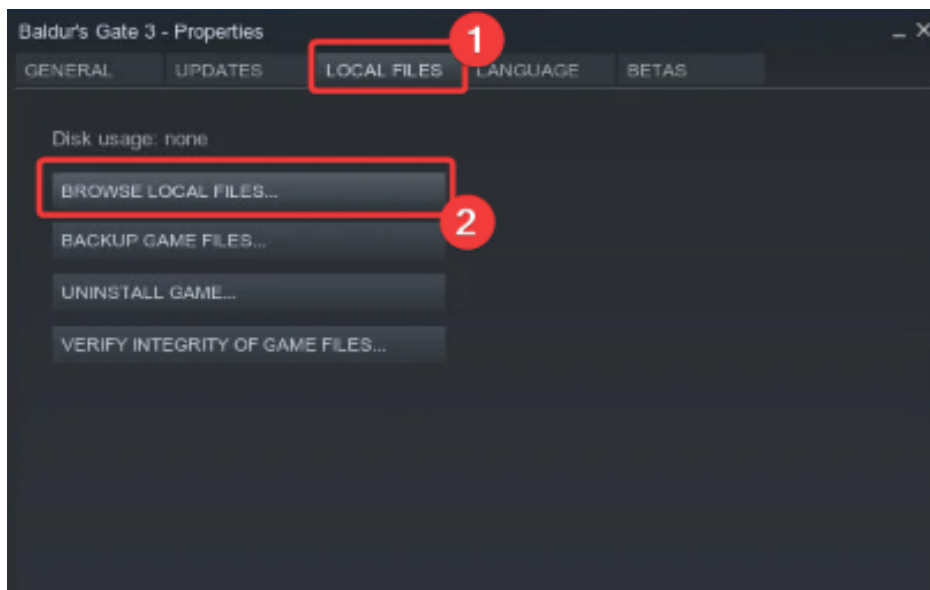 Baldur's Gate 3 - Properties
1
GENERAL UPDATES LOCAL FILES LANGUAGE BETAS
Disk usage: none
BROWSE LOCAL FILES...
2
BACKUP GAME FILES...
UNINSTALL GAME...
VERIFY INTEGRITY OF GAME FILES...